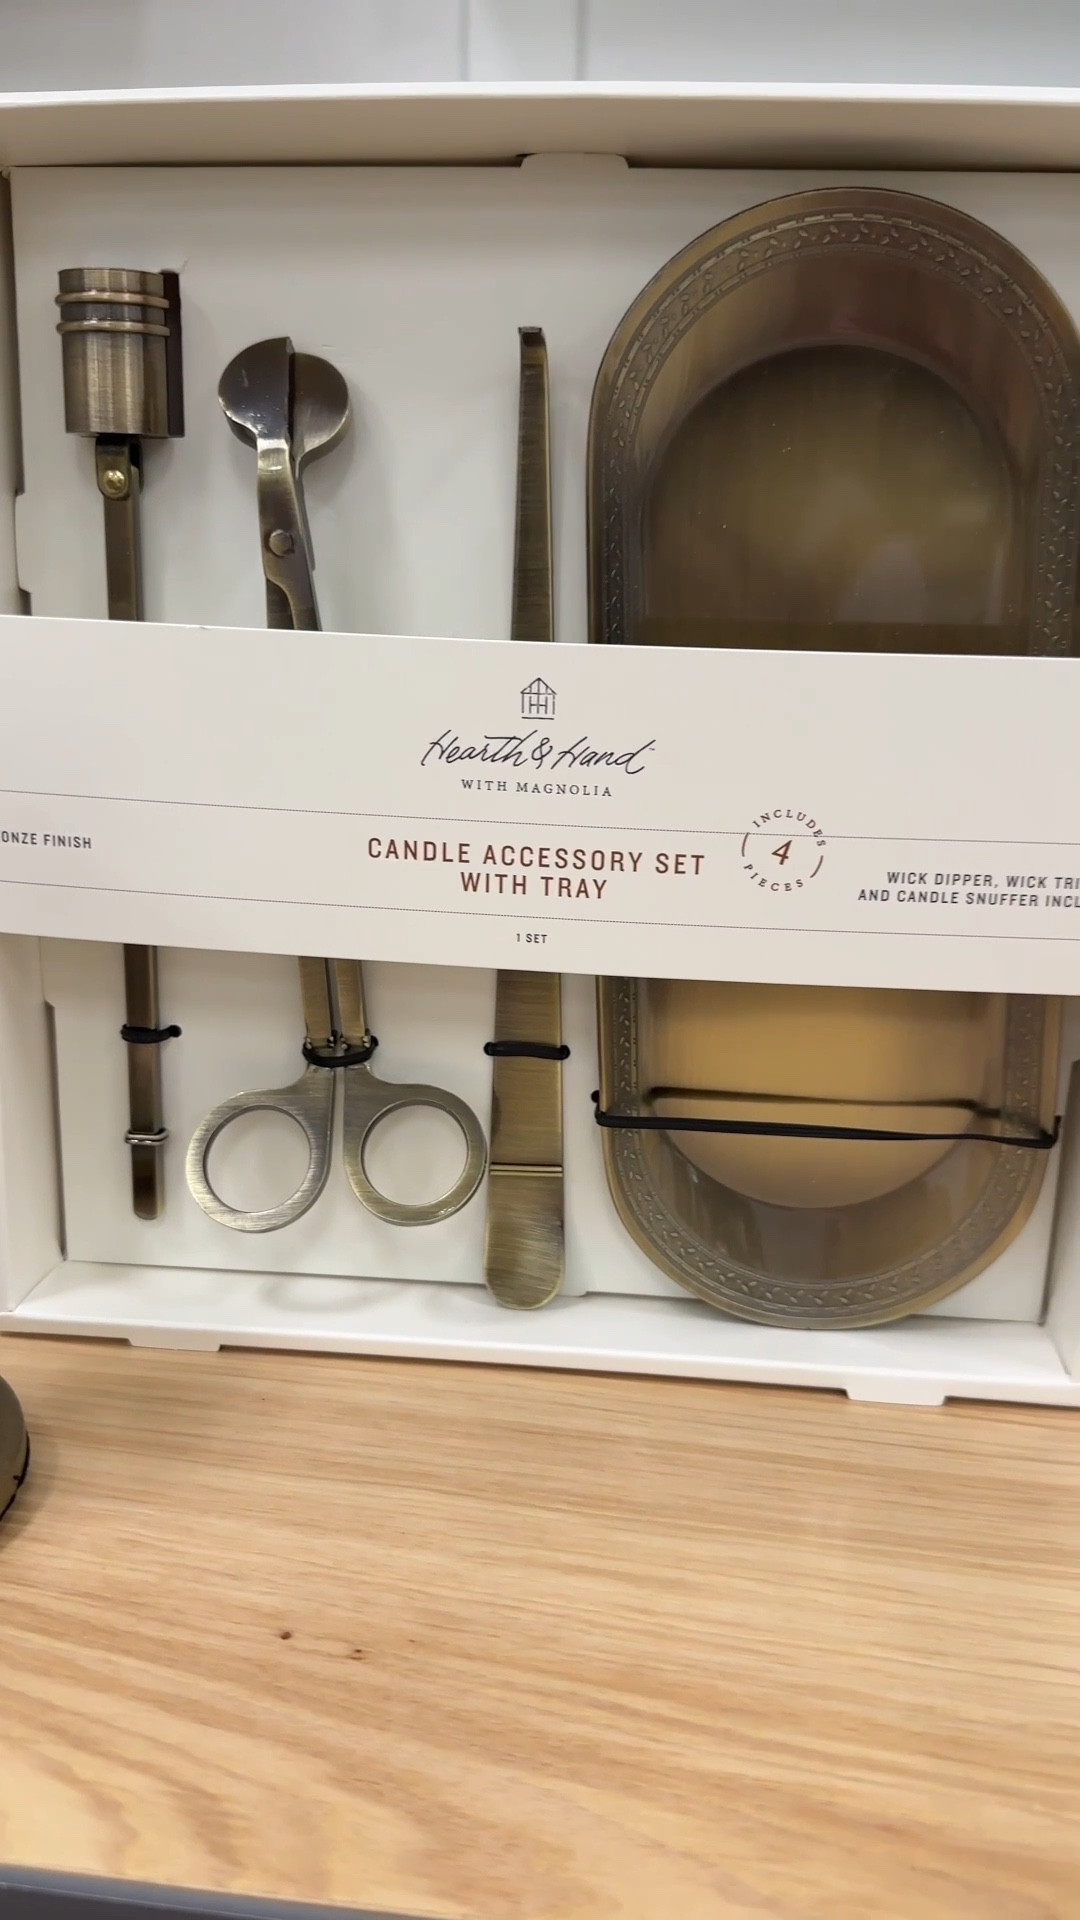 Hearth & Hand™
WITH MAGNOLIA
ONZE FINISH
CANDLE ACCESSORY SET
WITH TRAY
INCLUDES
4
PIECES
WICK DIPPER, WICK TRI
AND CANDLE SNUFFER INCL
1 SET